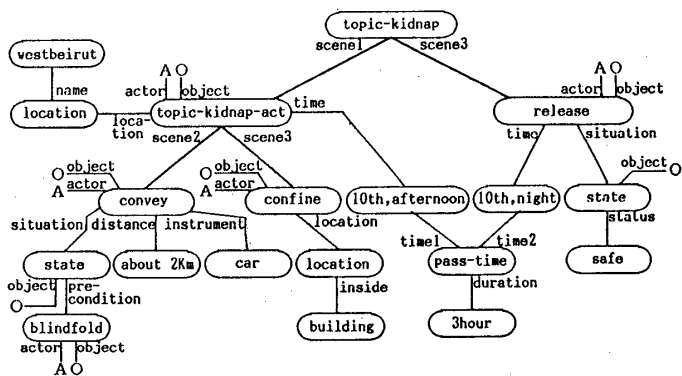 topic-kidnap
scene1 scene3
westbeirut
name
A O
actor object
A O
actor object
location
loca-
tion
topic-kidnap-act
time
release
scene2 scene3
time situation
O object
A actor
O object
A actor
object O
convey
confine
10th,afternoon
10th,night
state
situation distance instrument
location
time1 time2
status
state
about 2Km
car
location
pass-time
safe
object
O
pre-
condition
inside
duration
blindfold
building
3hour
actor object
A O